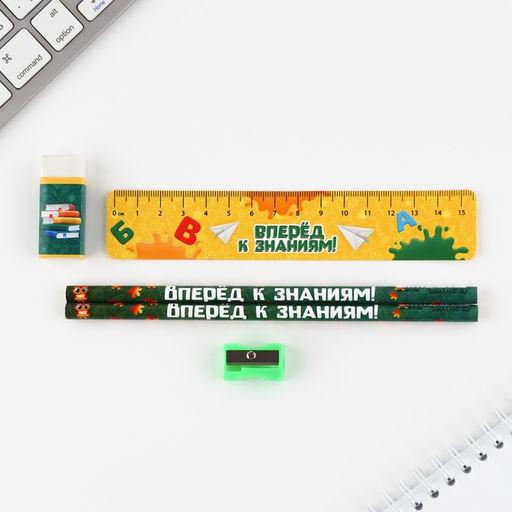 alt
option
command
Home
0 см 1 2 3 4 5 6 7 8 9 10 11 12 13 14 15
Б В А
ВПЕРЁД
К ЗНАНИЯМ!
ВПЕРЁД К ЗНАНИЯМ!
ВПЕРЁД К ЗНАНИЯМ!